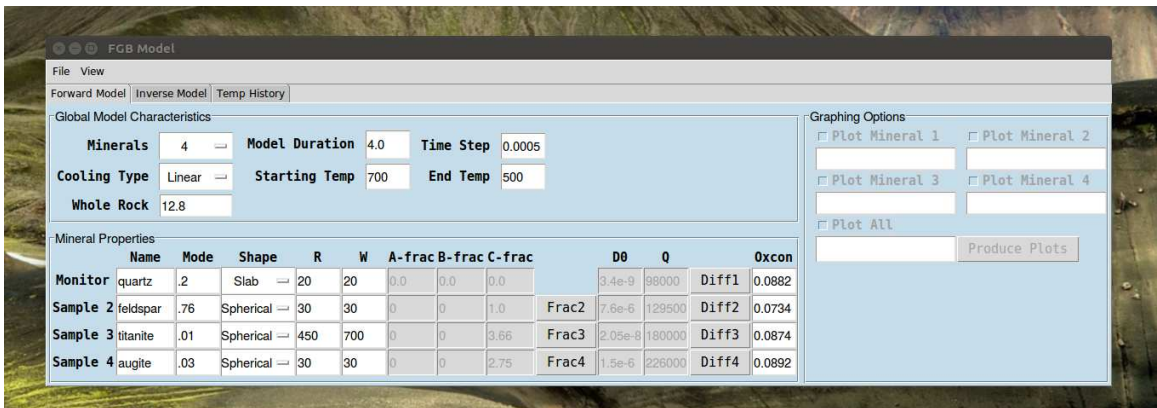 FGB Model
File View
Forward Model Inverse Model Temp History
Global Model Characteristics
Minerals 4 Model Duration 4.0 Time Step 0.0005
Cooling Type Linear Starting Temp 700 End Temp 500
Whole Rock 12.8
Mineral Properties
Name Mode Shape R W A-frac B-frac C-frac D0 Q Oxcon
Monitor quartz .2 Slab 20 20 0.0 0.0 0.0 3.4e-9 98000 Diff1 0.0882
Sample 2 feldspar .76 Spherical 30 30 0 0 1.0 Frac2 7.6e-6 129500 Diff2 0.0734
Sample 3 titanite .01 Spherical 450 700 0 0 3.66 Frac3 2.05e-8 180000 Diff3 0.0874
Sample 4 augite .03 Spherical 30 30 0 0 2.75 Frac4 1.5e-6 226000 Diff4 0.0892
Graphing Options
Plot Mineral 1 Plot Mineral 2
Plot Mineral 3 Plot Mineral 4
Plot All
Produce Plots